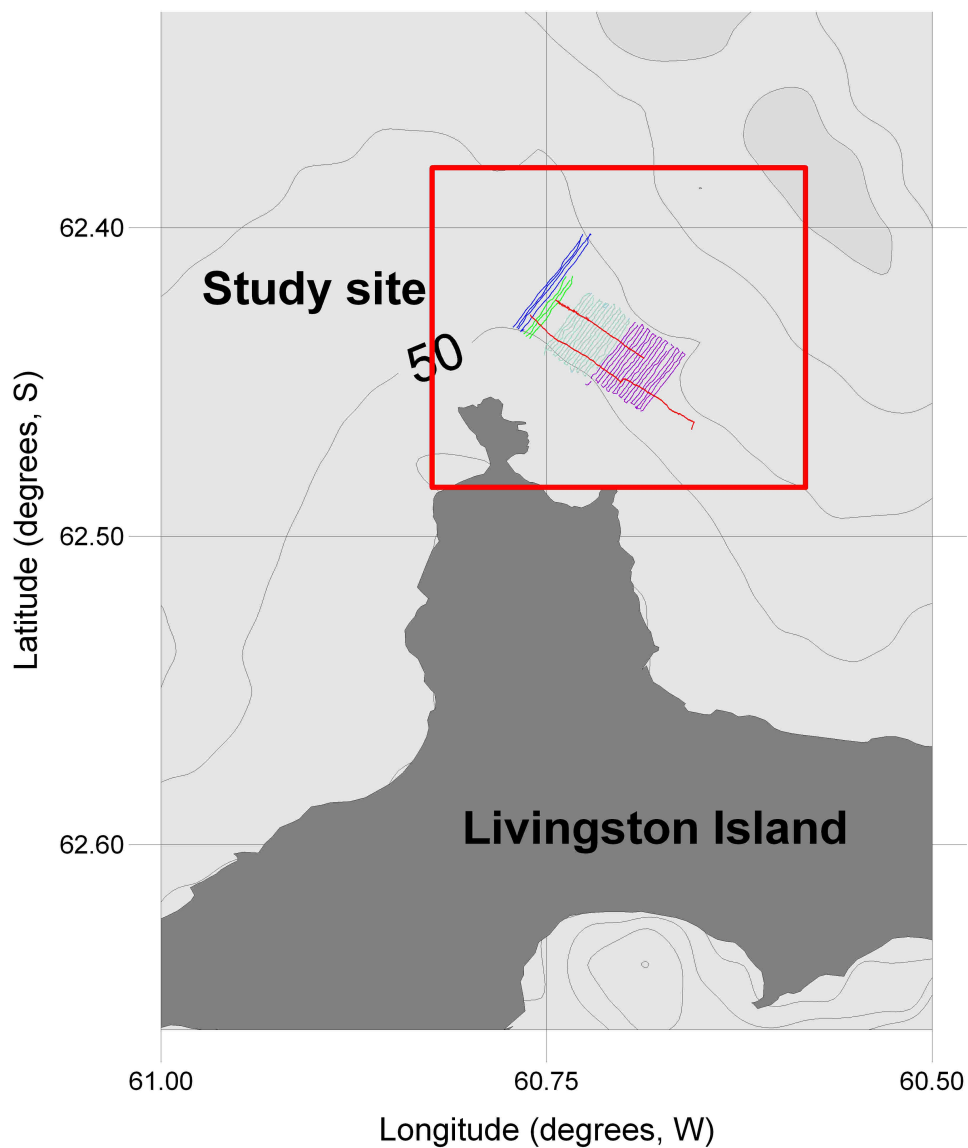 62.40
Study site
50
Latitude (degrees, S)
62.50
Livingston Island
62.60
61.00
60.75
60.50
Longitude (degrees, W)